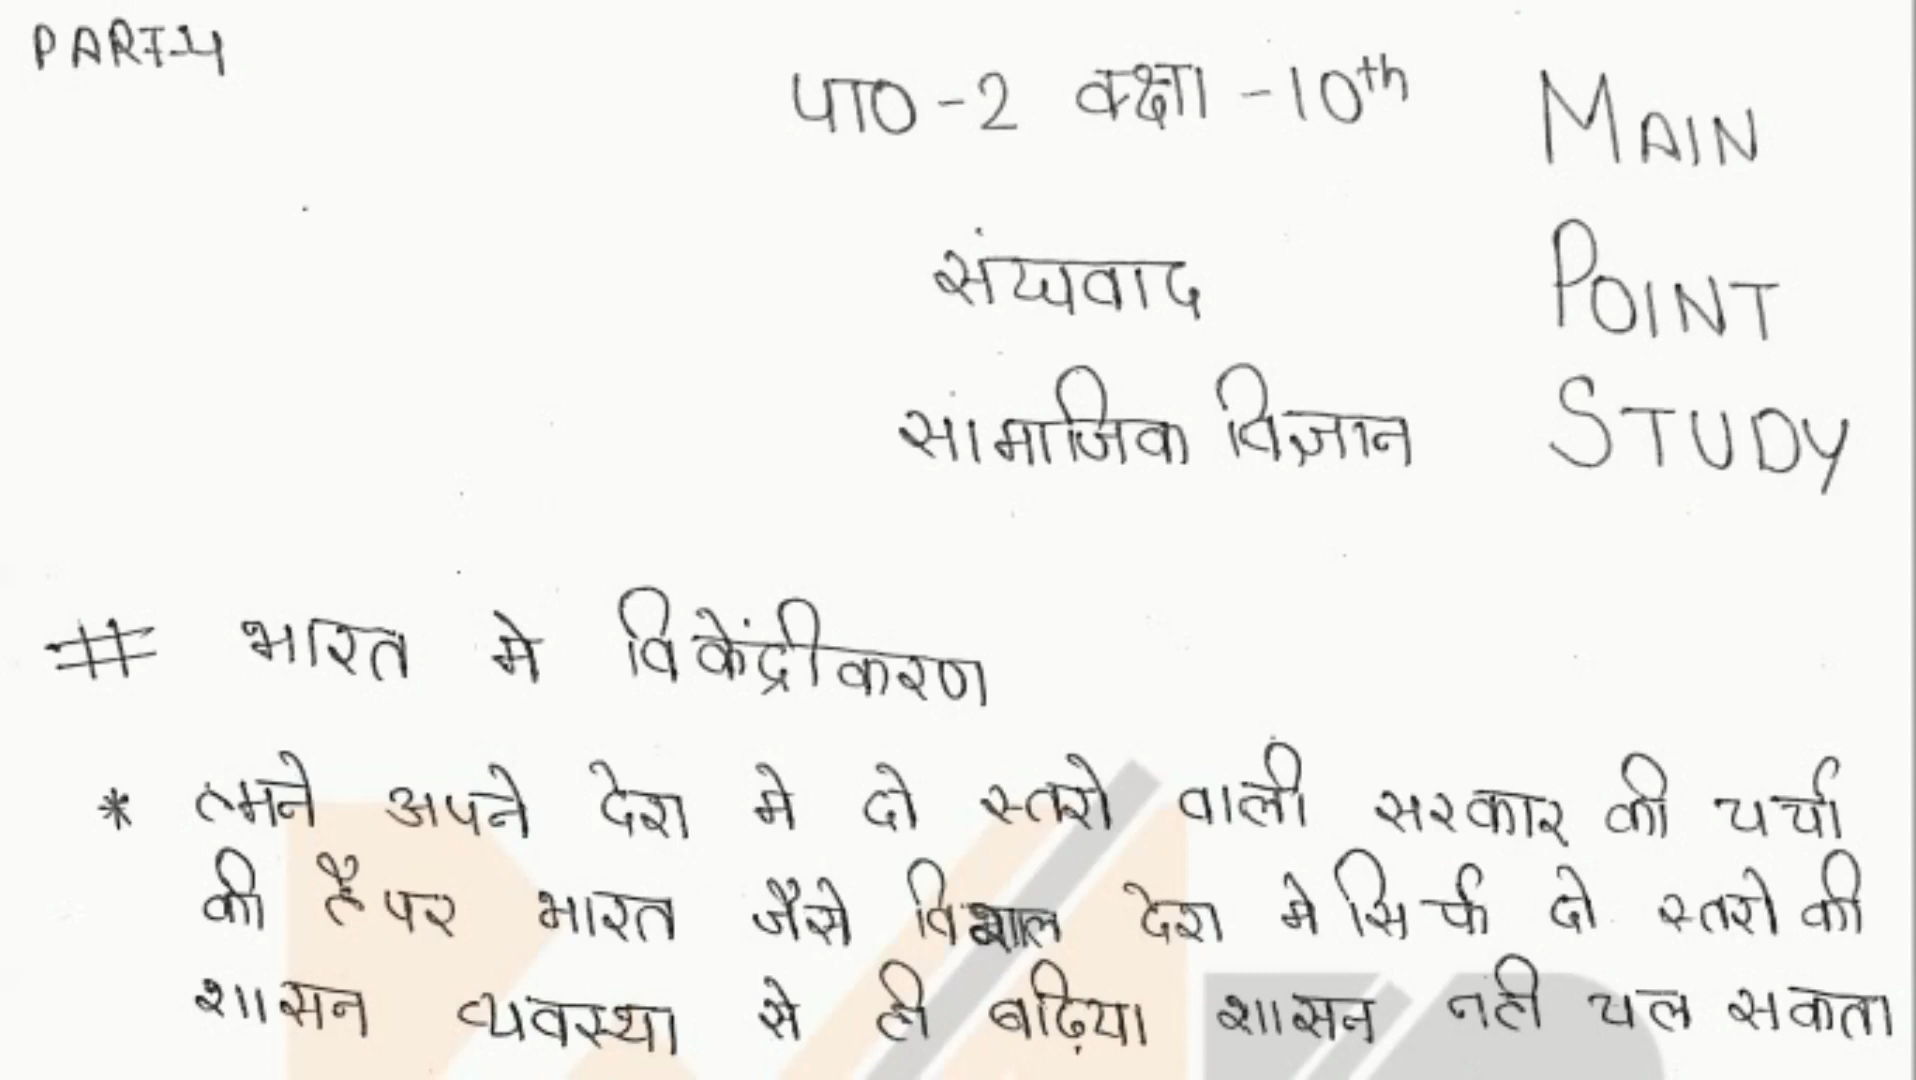 PART-4
पा0-2 कक्षा -10th
MAIN
संघवाद
POINT
सामाजिक विज्ञान
STUDY
# भारत मे विकेंद्रीकरण
* हमने अपने देश मे दो स्तरो वाली सरकार की चर्चा
की है पर भारत जैसे विशाल देश मे सिर्फ दो स्तरो की
शासन व्यवस्था से ही बढ़िया शासन नही चल सकता